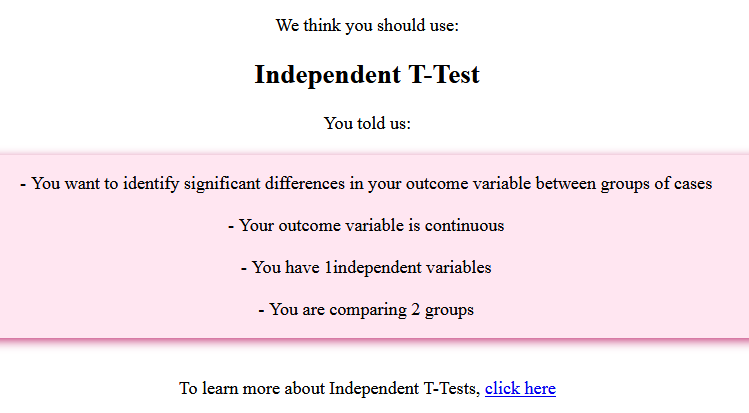 We think you should use:
Independent T-Test
You told us:
- You want to identify significant differences in your outcome variable between groups of cases
- Your outcome variable is continuous
- You have 1independent variables
- You are comparing 2 groups
To learn more about Independent T-Tests, click here